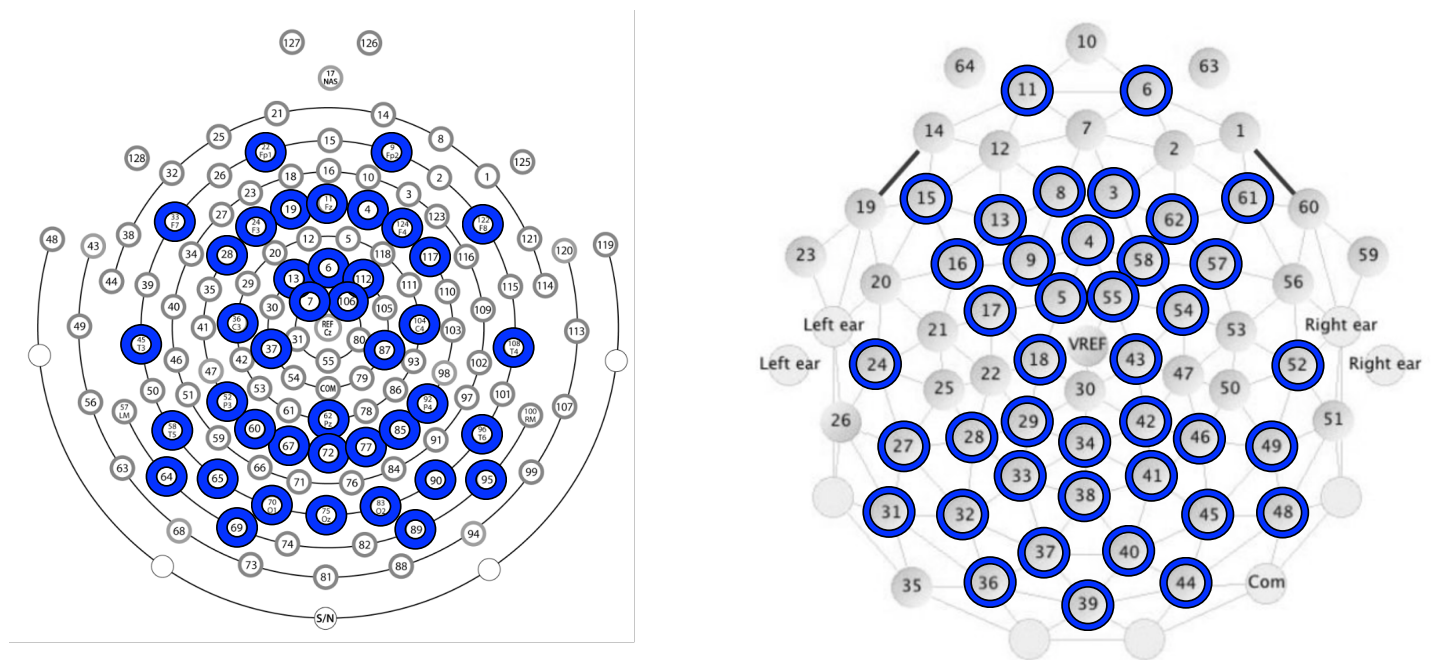 127 126
17
NAS
21 14
25 15 8
22
Fp1
9
Fp2
128 125
32 26 18 16 10 2 1
23 3
27 19 11
Fz 4 123
33
F7
24
F3
124
F4
122
F8
38 48 43 12 5 121 119
34 28 20 118 117 116 120
44 39 35 29 13 6 112 111 110 115 114
40 30 7 106 105 109
49 41 36
C3
REF
Cz
104
C4
103 113
45
T3
42 37 31 55 80 87 93 102 108
T4
46 47 54 79 98
50 51 53 COM 86 97 101
56 57
LM
52
P3
61 62
Pz
78 92
P4
100
RM
107
58
T5
59 60 67 72 77 85 91 96
T6
63 64 65 66 71 76 84 90 95 99
70
O1
75
Oz
83
O2
68 69 74 82 89 94
73 81 88
S/N
10
64 63
11 6
14 7 1
12 2
15 8 3 61
19 13 62 60
4
23 16 9 58 57 59
20 56
17 5 55 54
Left ear 21 53 Right ear
VREF
Left ear 24 18 43 52 Right ear
22 47
25 30 50
26 29 42 51
27 28 34 46 49
33 41
38
31 32 45 48
37 40
35 36 44 Com
39